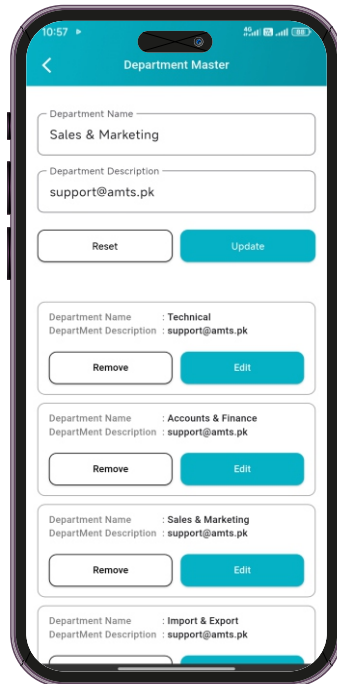 10:57
4G
88
Department Master
Department Name
Sales & Marketing
Department Description
support@amts.pk
Reset Update
Department Name : Technical
DepartMent Description : support@amts.pk
Remove Edit
Department Name : Accounts & Finance
DepartMent Description : support@amts.pk
Remove Edit
Department Name : Sales & Marketing
DepartMent Description : support@amts.pk
Remove Edit
Department Name : Import & Export
DepartMent Description : support@amts.pk